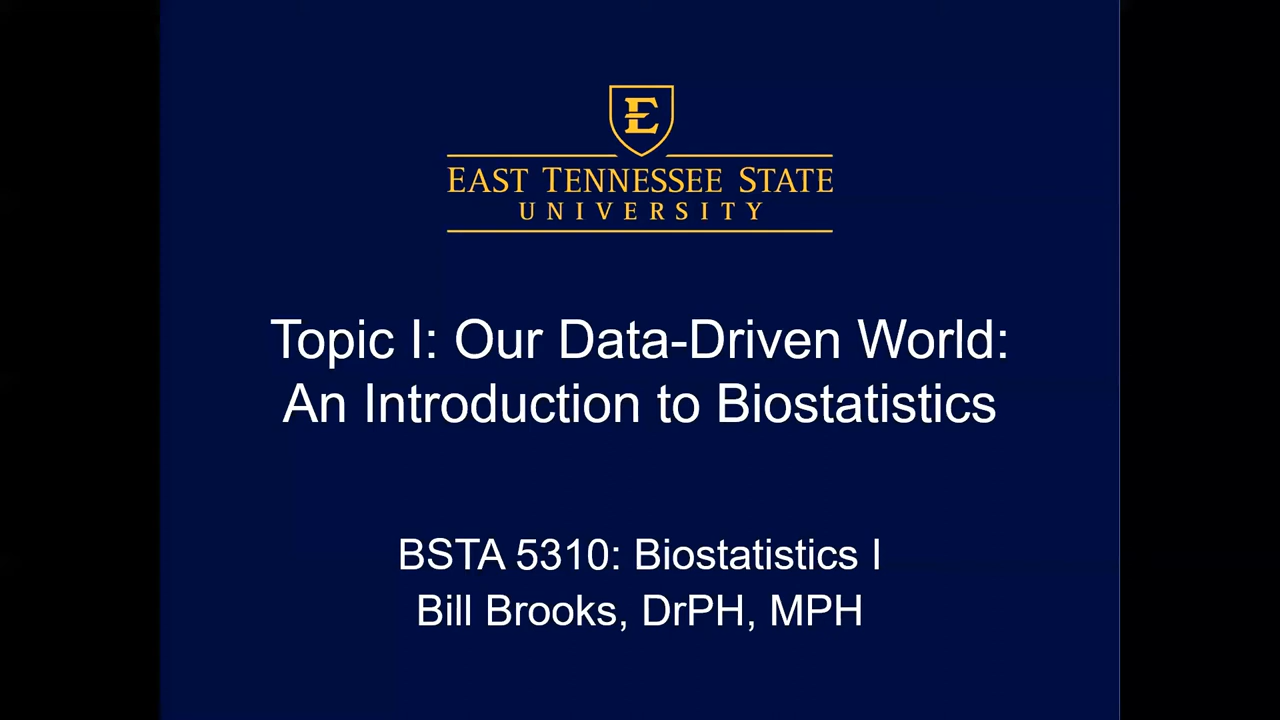 E
EAST TENNESSEE STATE
UNIVERSITY
Topic I: Our Data-Driven World:
An Introduction to Biostatistics
BSTA 5310: Biostatistics I
Bill Brooks, DrPH, MPH